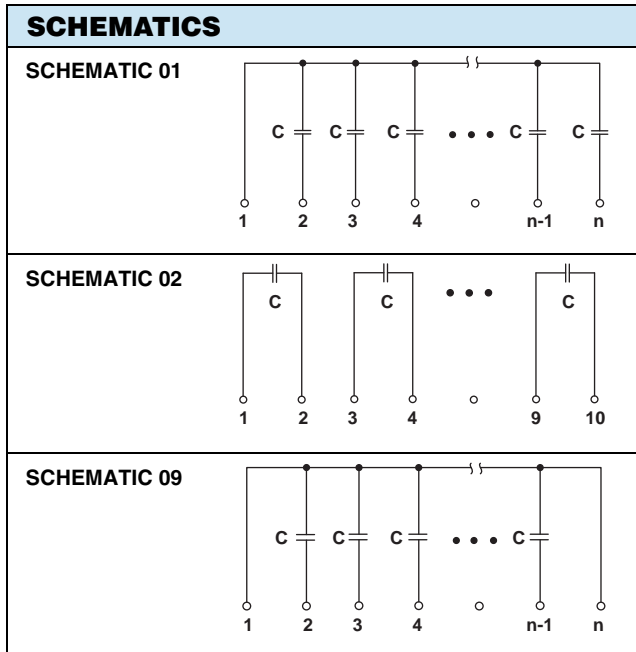 SCHEMATICS
SCHEMATIC 01
C C C • • • C C
1 2 3 4 n-1 n
SCHEMATIC 02
• • •
C C C
1 2 3 4 9 10
SCHEMATIC 09
C C C • • • C
1 2 3 4 n-1 n